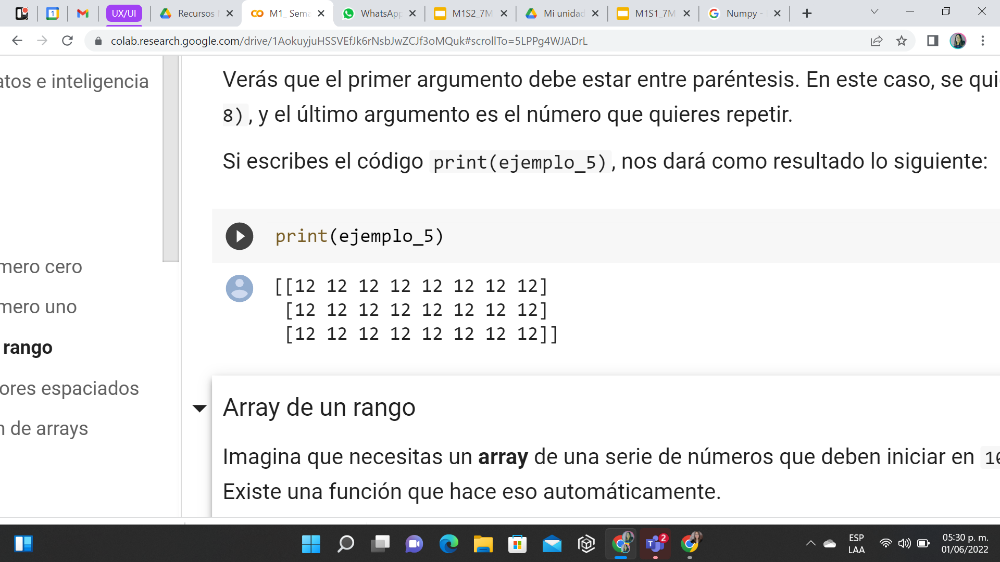 UX/UI
Recursos
M1_ Sema
WhatsApp
M1S2_7M
Mi unidad
M1S1_7M
Numpy -
colab.research.google.com/drive/1AokuyjuHSSVEfJk6rNsbJwZCJf3oMQuk#scrollTo=5LPPg4WJADrL
atos e inteligencia
mero cero
mero uno
rango
ores espaciados
n de arrays
Verás que el primer argumento debe estar entre paréntesis. En este caso, se qui
8), y el último argumento es el número que quieres repetir.
Si escribes el código print(ejemplo_5), nos dará como resultado lo siguiente:
print(ejemplo_5)
[[12 12 12 12 12 12 12 12]
[12 12 12 12 12 12 12 12]
[12 12 12 12 12 12 12 12]]
Array de un rango
Imagina que necesitas un array de una serie de números que deben iniciar en 10
Existe una función que hace eso automáticamente.
2
ESP
LAA
05:30 p. m.
01/06/2022